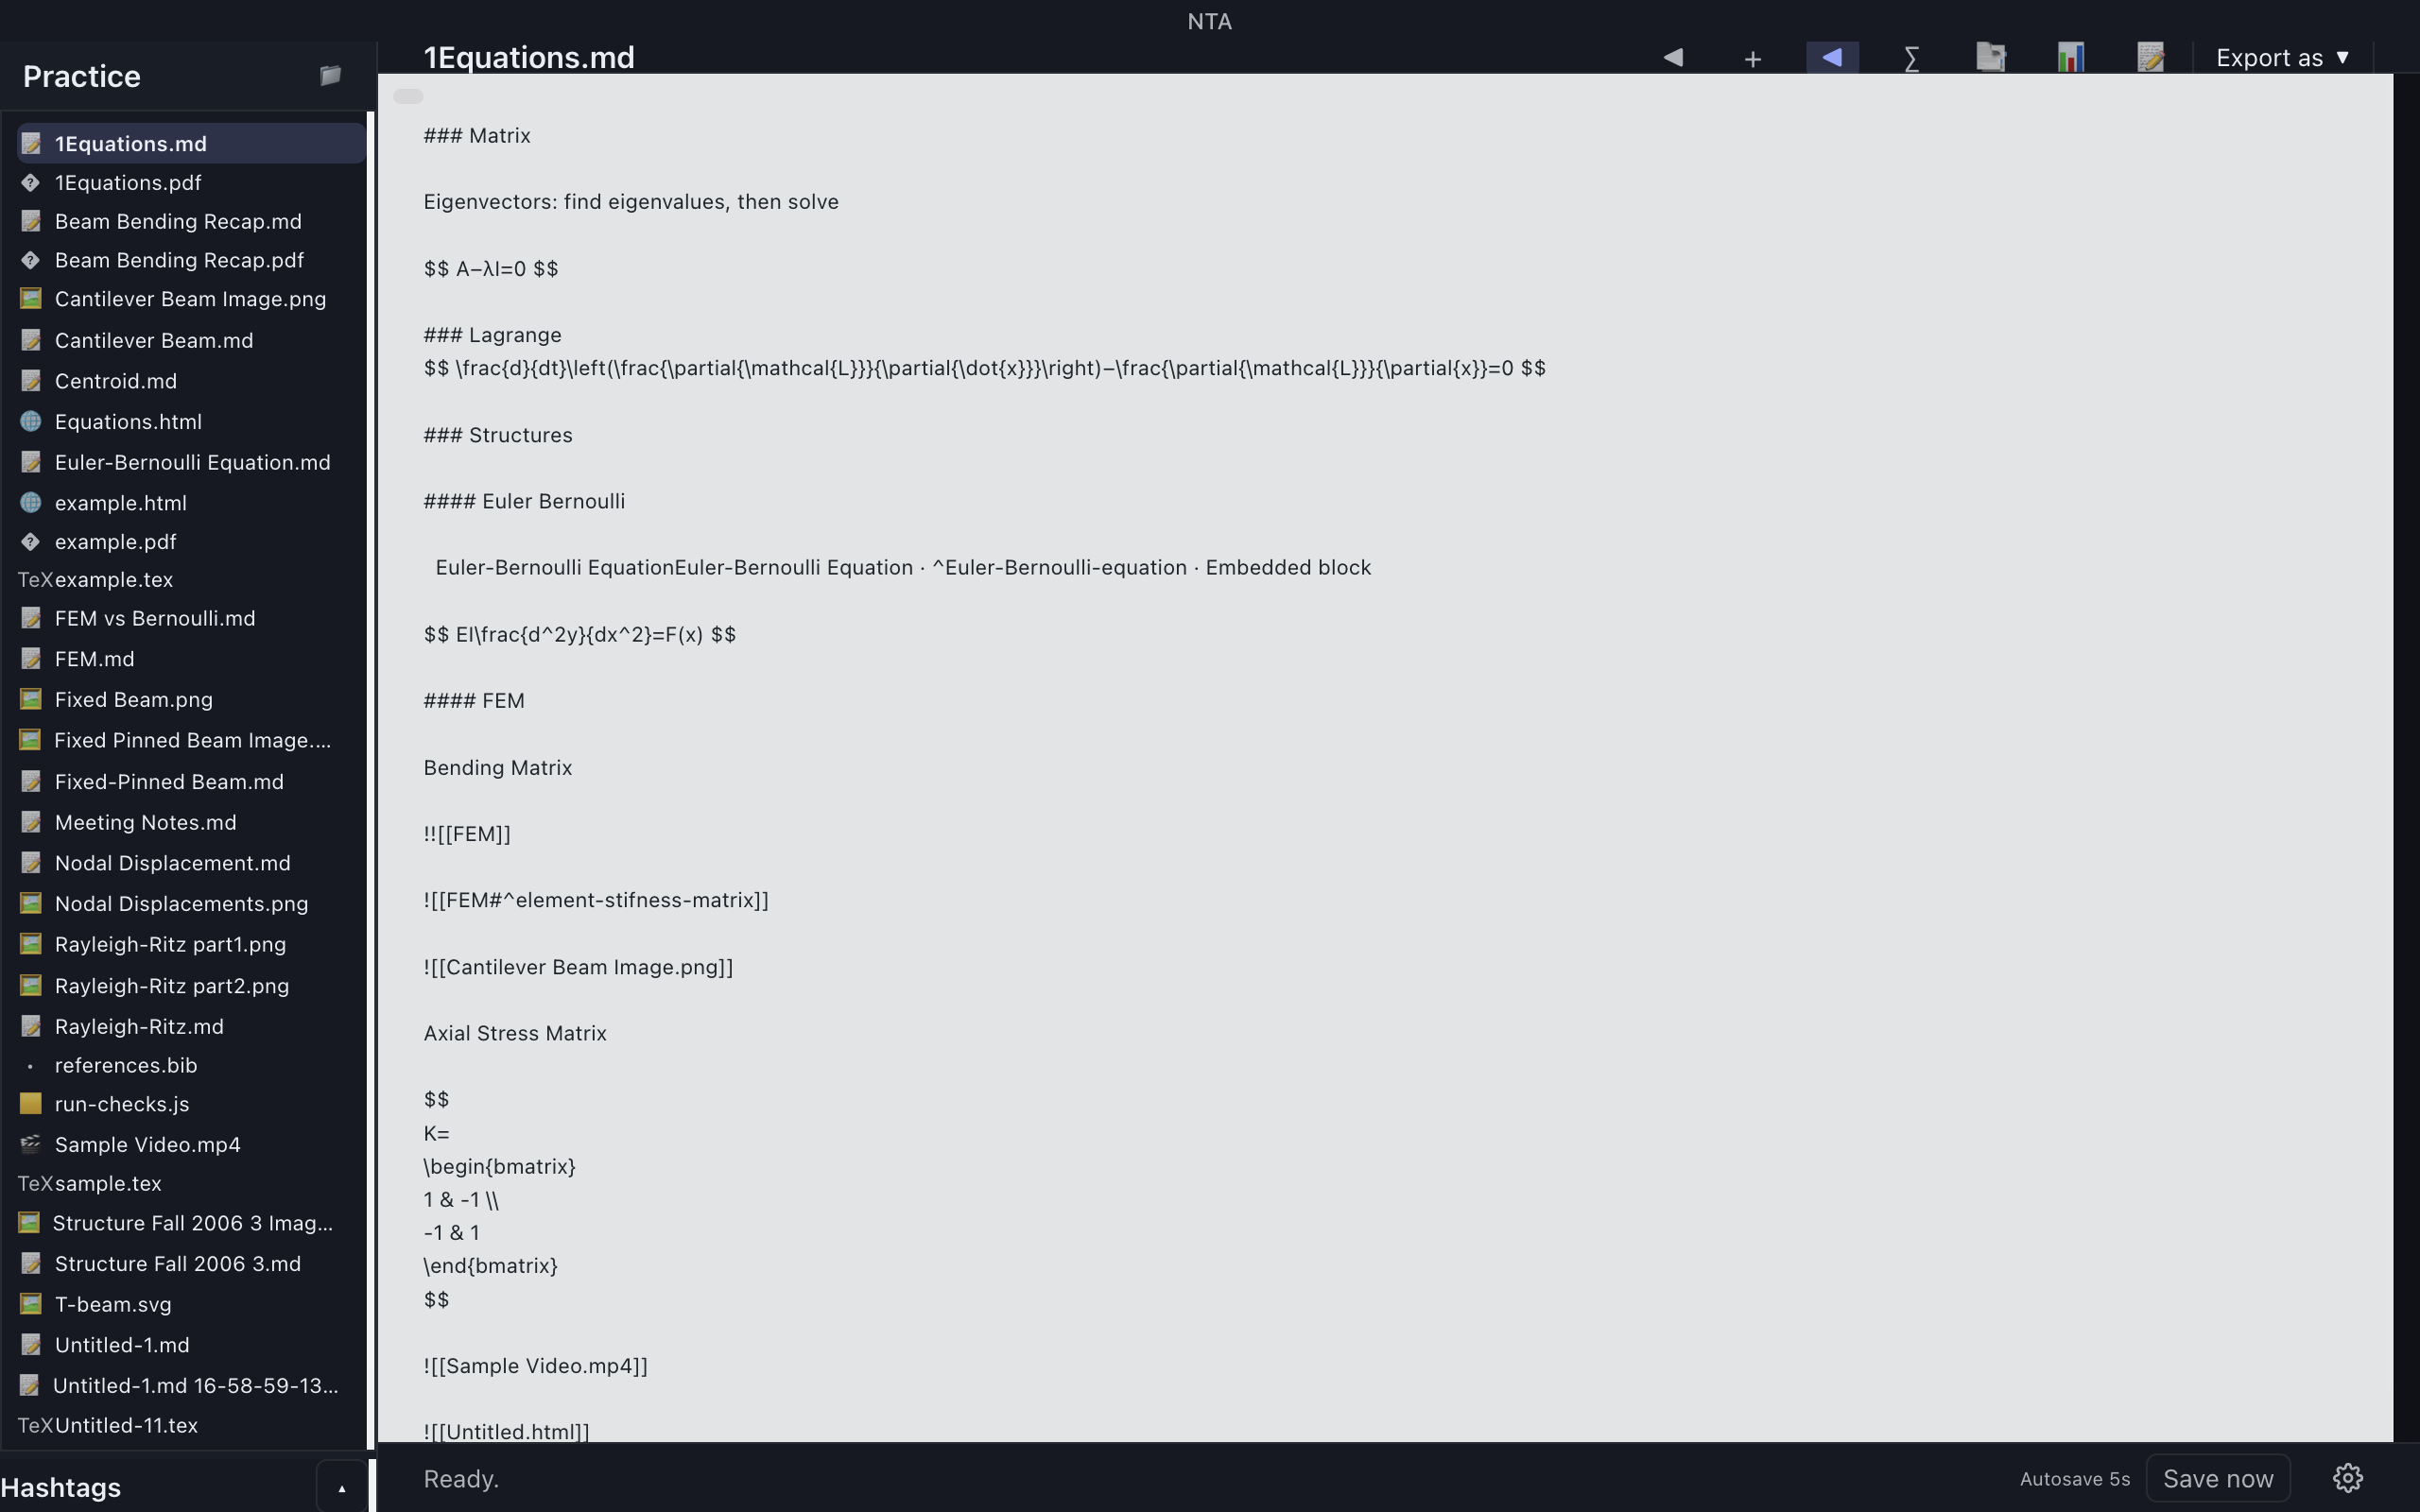 NTA
Practice
1Equations.md
Export as ▼
1Equations.md
1Equations.pdf
Beam Bending Recap.md
Beam Bending Recap.pdf
Cantilever Beam Image.png
Cantilever Beam.md
Centroid.md
Equations.html
Euler-Bernoulli Equation.md
example.html
example.pdf
TeXexample.tex
FEM vs Bernoulli.md
FEM.md
Fixed Beam.png
Fixed Pinned Beam Image....
Fixed-Pinned Beam.md
Meeting Notes.md
Nodal Displacement.md
Nodal Displacements.png
Rayleigh-Ritz part1.png
Rayleigh-Ritz part2.png
Rayleigh-Ritz.md
references.bib
run-checks.js
Sample Video.mp4
TeXsample.tex
Structure Fall 2006 3 Imag...
Structure Fall 2006 3.md
T-beam.svg
Untitled-1.md
Untitled-1.md 16-58-59-13...
TeXUntitled-11.tex
Hashtags
### Matrix
Eigenvectors: find eigenvalues, then solve
$$ A−λI=0 $$
### Lagrange
$$ \frac{d}{dt}\left(\frac{\partial{\mathcal{L}}}{\partial{\dot{x}}}\right)−\frac{\partial{\mathcal{L}}}{\partial{x}}=0 $$
### Structures
#### Euler Bernoulli
Euler-Bernoulli EquationEuler-Bernoulli Equation · ^Euler-Bernoulli-equation · Embedded block
$$ EI\frac{d^2y}{dx^2}=F(x) $$
#### FEM
Bending Matrix
!![[FEM]]
![[FEM#^element-stifness-matrix]]
![[Cantilever Beam Image.png]]
Axial Stress Matrix
$$
K=
\begin{bmatrix}
1 & -1 \\
-1 & 1
\end{bmatrix}
$$
![[Sample Video.mp4]]
![[Untitled.html]]
Ready.
Autosave 5s
Save now